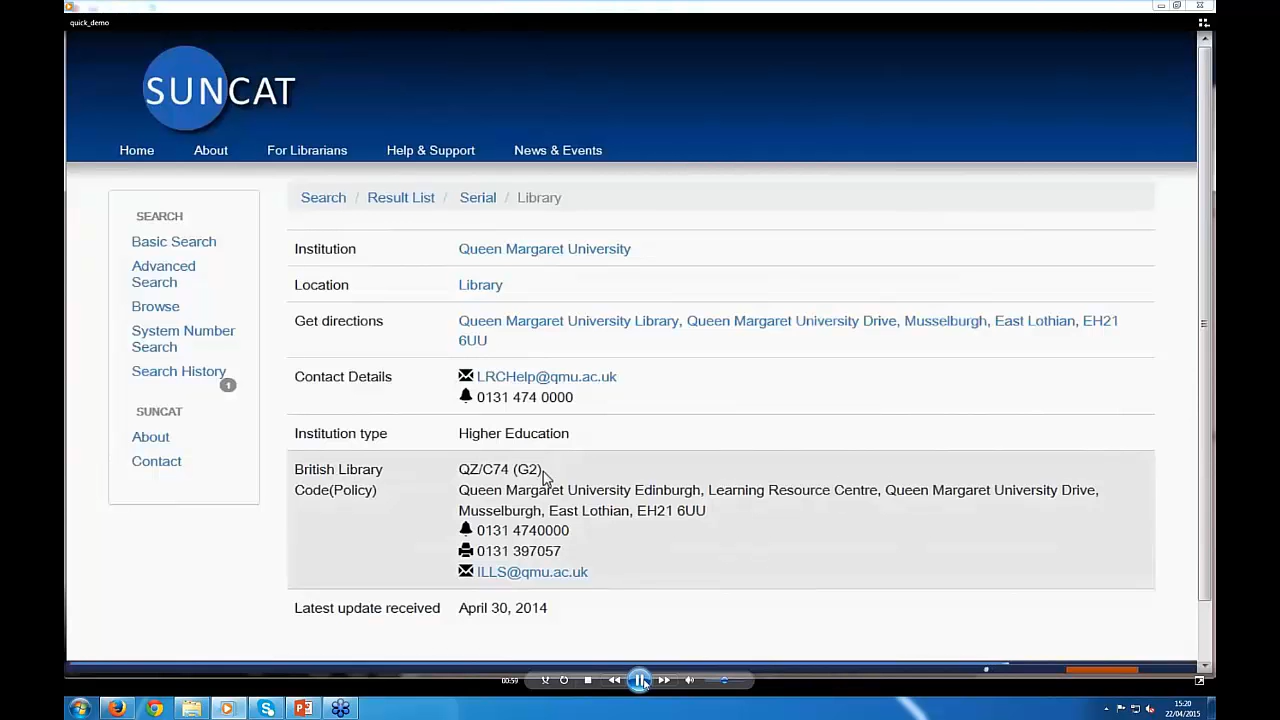 quick_demo
SUNCAT
Home About For Librarians Help & Support News & Events
Search / Result List / Serial / Library
SEARCH
Basic Search
Advanced
Search
Browse
System Number
Search
Search History
1
SUNCAT
About
Contact
Institution Queen Margaret University
Location Library
Get directions Queen Margaret University Library, Queen Margaret University Drive, Musselburgh, East Lothian, EH21
6UU
Contact Details LRCHelp@qmu.ac.uk
0131 474 0000
Institution type Higher Education
British Library QZ/C74 (G2)
Code(Policy) Queen Margaret University Edinburgh, Learning Resource Centre, Queen Margaret University Drive,
Musselburgh, East Lothian, EH21 6UU
0131 4740000
0131 397057
ILLS@qmu.ac.uk
Latest update received April 30, 2014
00:59
15:20
22/04/2015